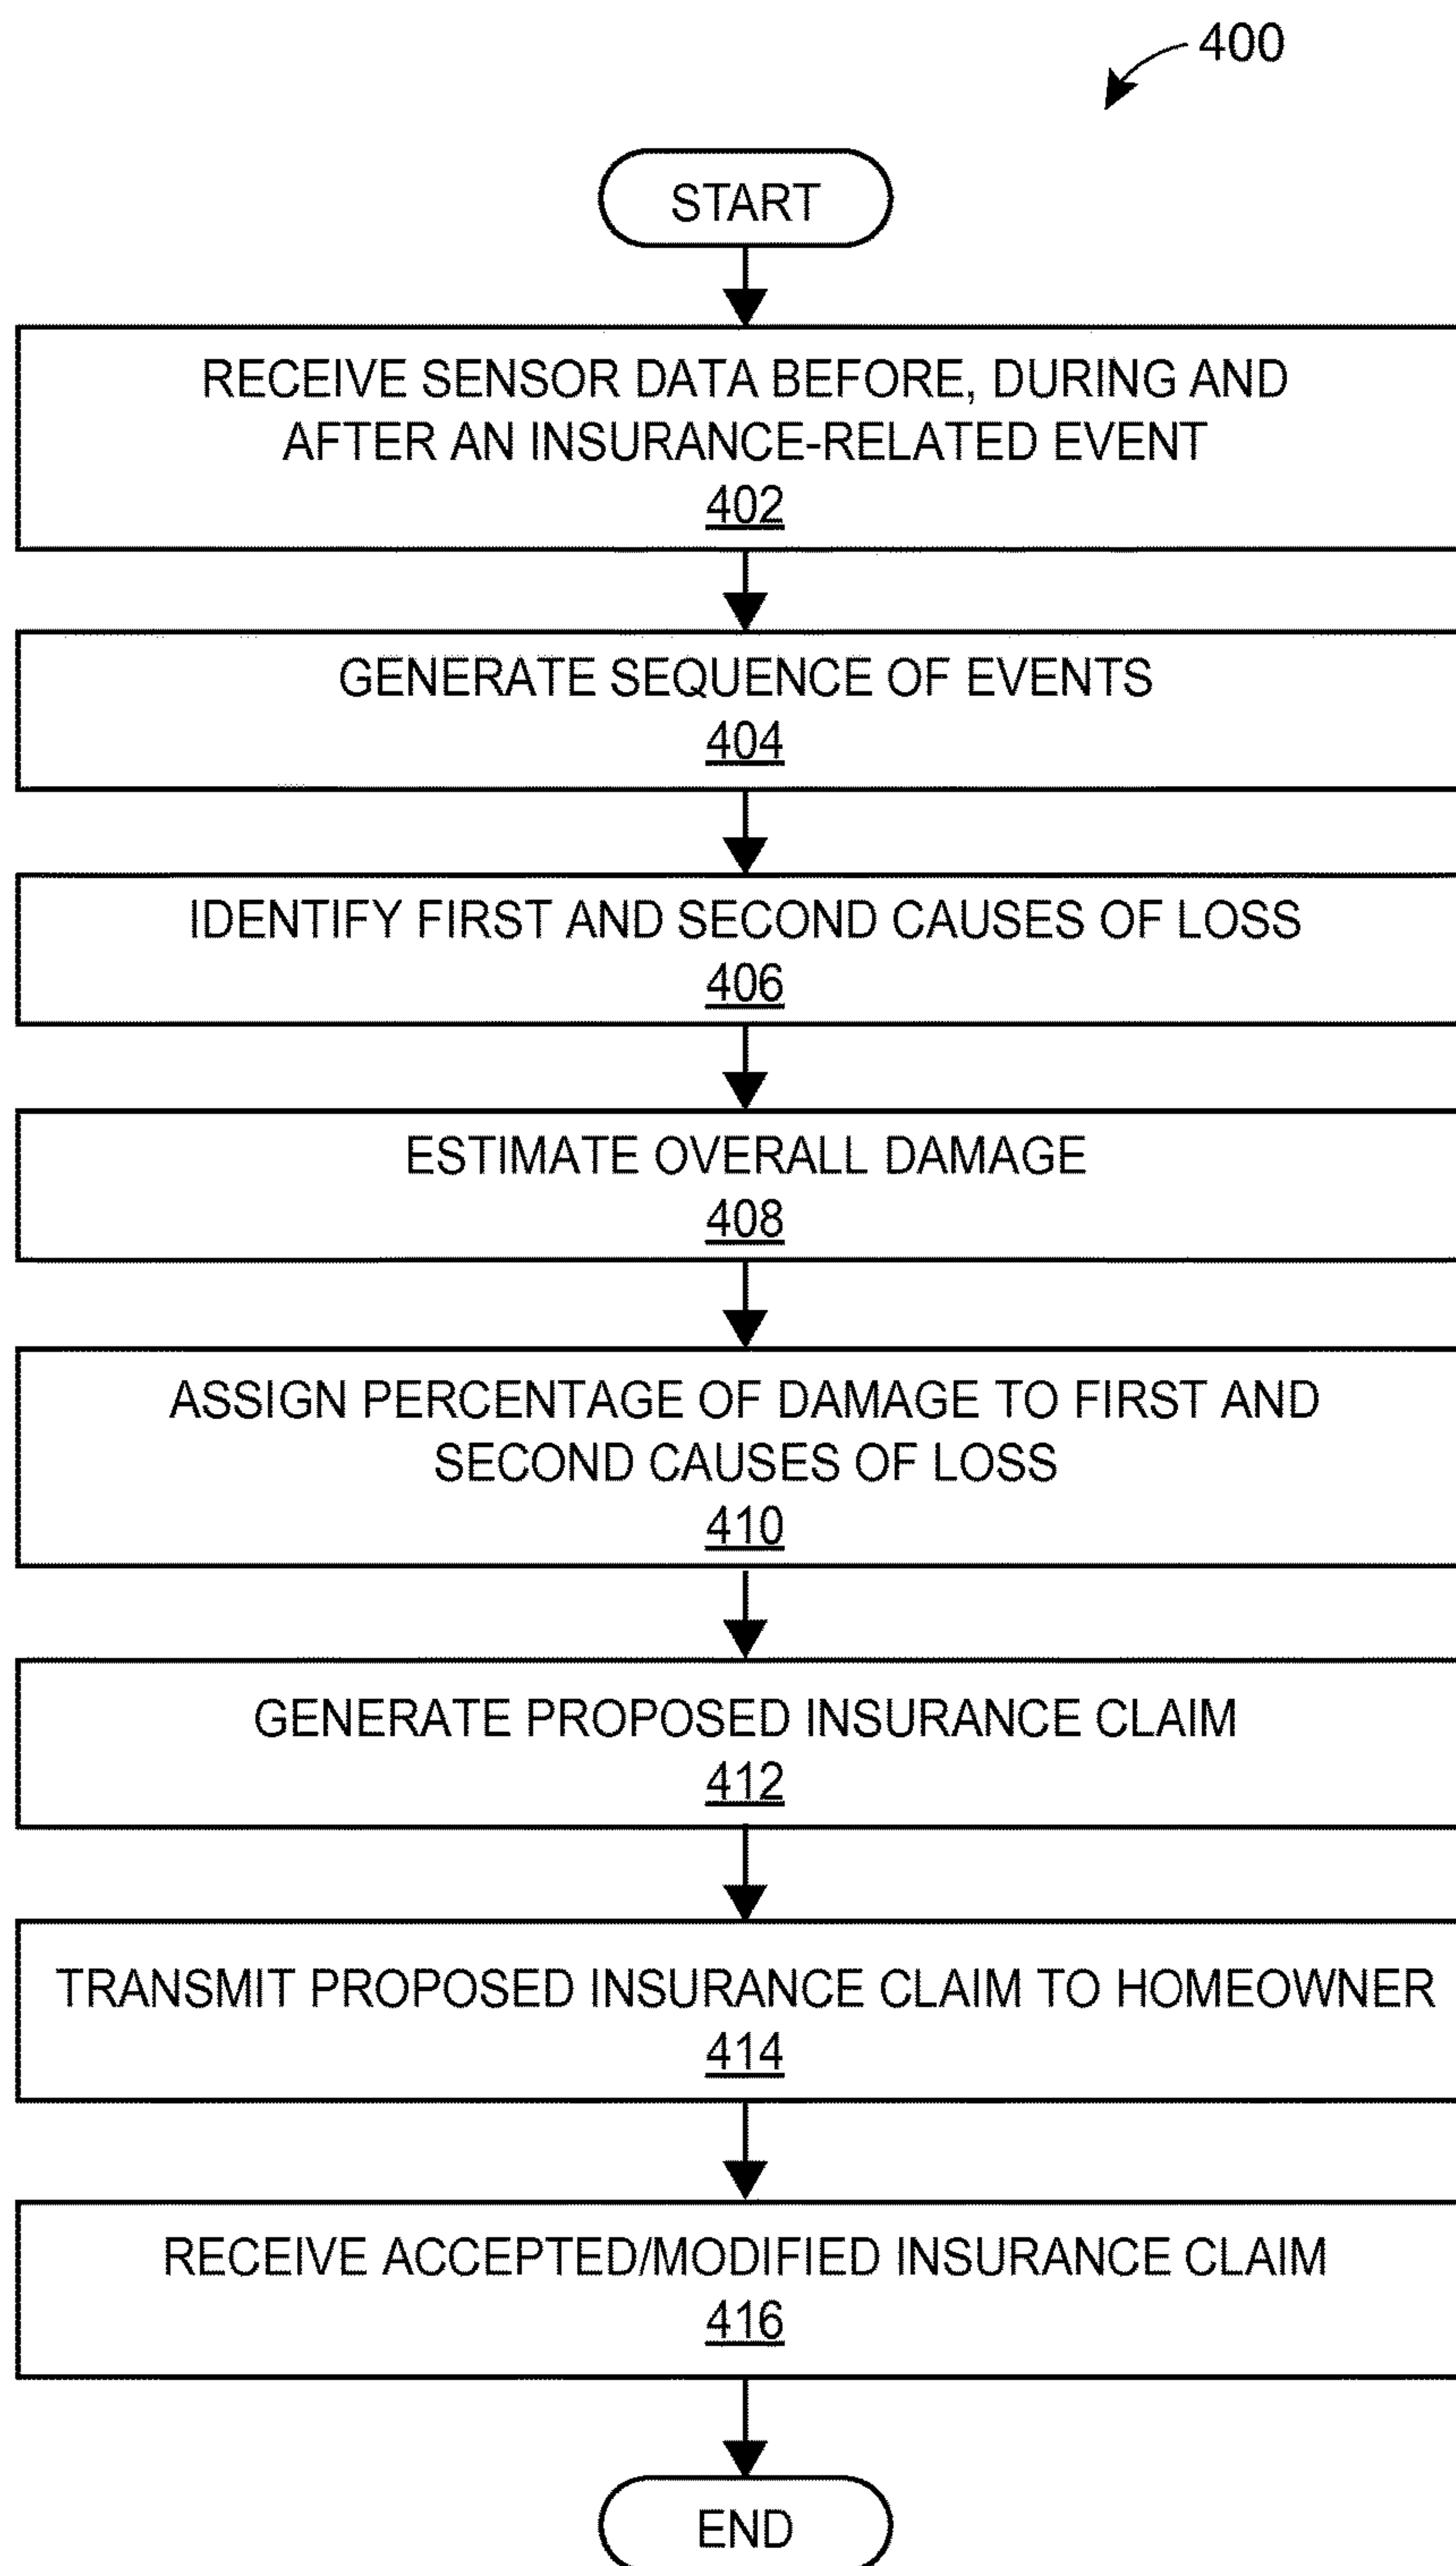 400
START
RECEIVE SENSOR DATA BEFORE, DURING AND
AFTER AN INSURANCE-RELATED EVENT
402
GENERATE SEQUENCE OF EVENTS
404
IDENTIFY FIRST AND SECOND CAUSES OF LOSS
406
ESTIMATE OVERALL DAMAGE
408
ASSIGN PERCENTAGE OF DAMAGE TO FIRST AND
SECOND CAUSES OF LOSS
410
GENERATE PROPOSED INSURANCE CLAIM
412
TRANSMIT PROPOSED INSURANCE CLAIM TO HOMEOWNER
414
RECEIVE ACCEPTED/MODIFIED INSURANCE CLAIM
416
END